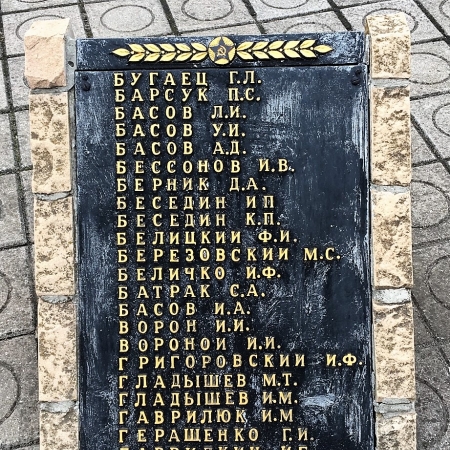 БУГАЕЦ Г.Л.
БАРСУК П.С.
БАСОВ Л.И.
БАСОВ У.И.
БАСОВ А.Д.
БЕССОНОВ И.В.
БЕРНИК Д.А.
БЕСЕДИН И П
БЕСЕДИН К.П.
БЕЛИЦКИЙ Ф.И.
БЕРЕЗОВСКИЙ М.С.
БЕЛИЧКО И.Ф.
БАТРАК С.А.
БАСОВ И.А.
ВОРОН И.И.
ВОРОНОЙ И.И.
ГРИГОРОВСКИЙ И.Ф.
ГЛАДЫШЕВ М.Т.
ГЛАДЫШЕВ И.М.
ГАВРИЛЮК И.М
ГЕРАЩЕНКО Г.И.